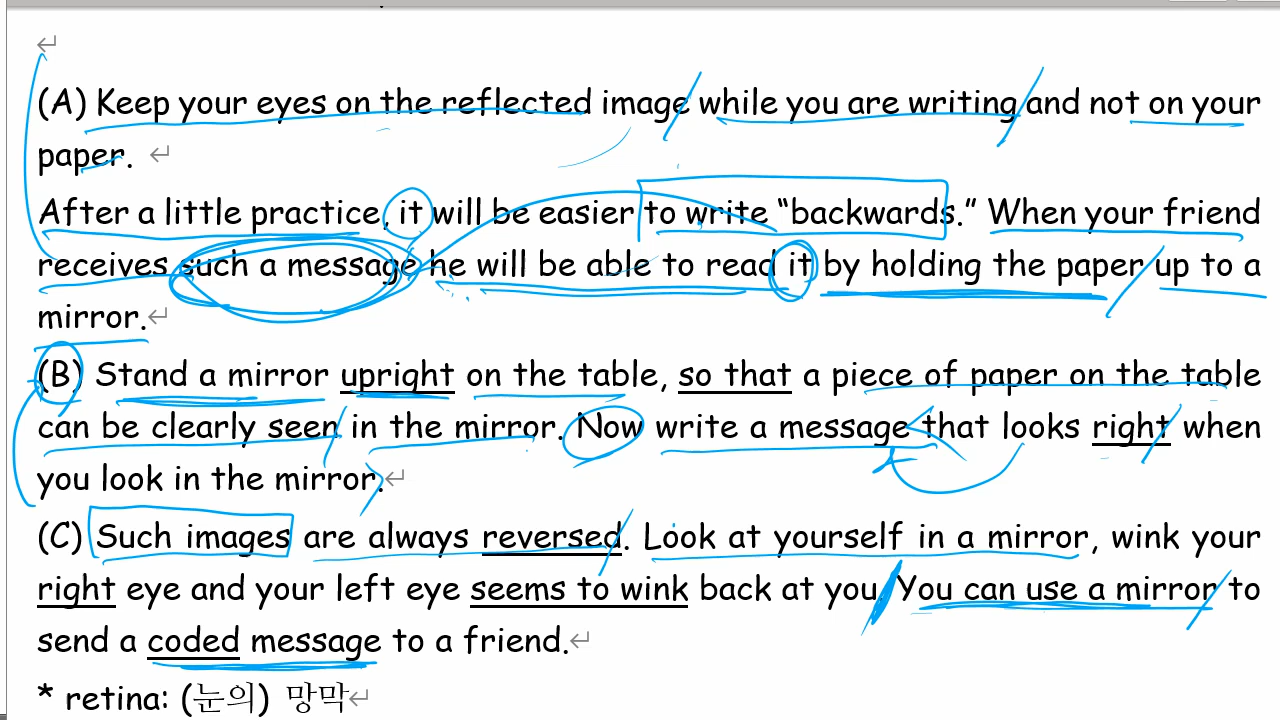 (A) Keep your eyes on the reflected image while you are writing and not on your
paper.
After a little practice, it will be easier to write “backwards.” When your friend
receives such a message he will be able to read it by holding the paper up to a
mirror.
(B) Stand a mirror upright on the table, so that a piece of paper on the table
can be clearly seen in the mirror. Now write a message that looks right when
you look in the mirror.
(C) Such images are always reversed. Look at yourself in a mirror, wink your
right eye and your left eye seems to wink back at you. You can use a mirror to
send a coded message to a friend.
* retina: (눈의) 망막